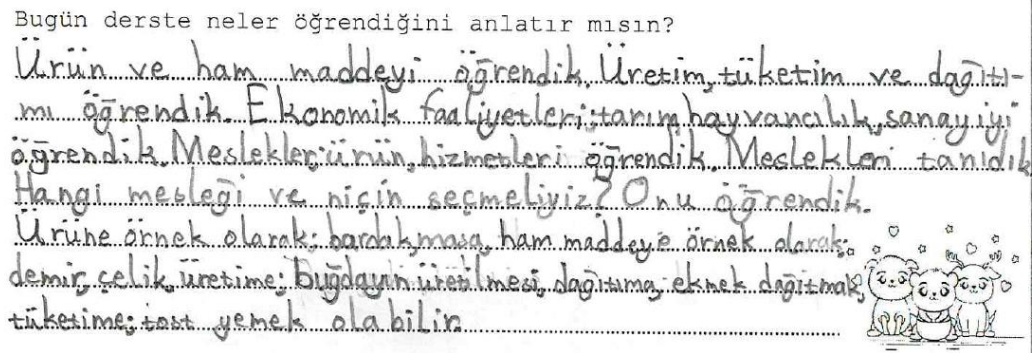 Bugün derste neler öğrendiğini anlatır mısın?
Ürün ve ham maddeyi öğrendik. Üretim, tüketim ve dağıtı-
mı öğrendik. Ekonomik faaliyetleri; tarım, hayvancılık, sanayiyi
öğrendik. Meslekler; ürün, hizmetleri öğrendik. Meslekleri tanıdık
Hangi mesleği ve niçin seçmeliyiz? Onu öğrendik.
Ürüne örnek olarak; bardak, masa, ham maddeye örnek olarak;
demir, çelik, üretime; buğdayın üretilmesi, dağıtıma; ekmek dağıtmak,
tüketime; tost yemek olabilir.